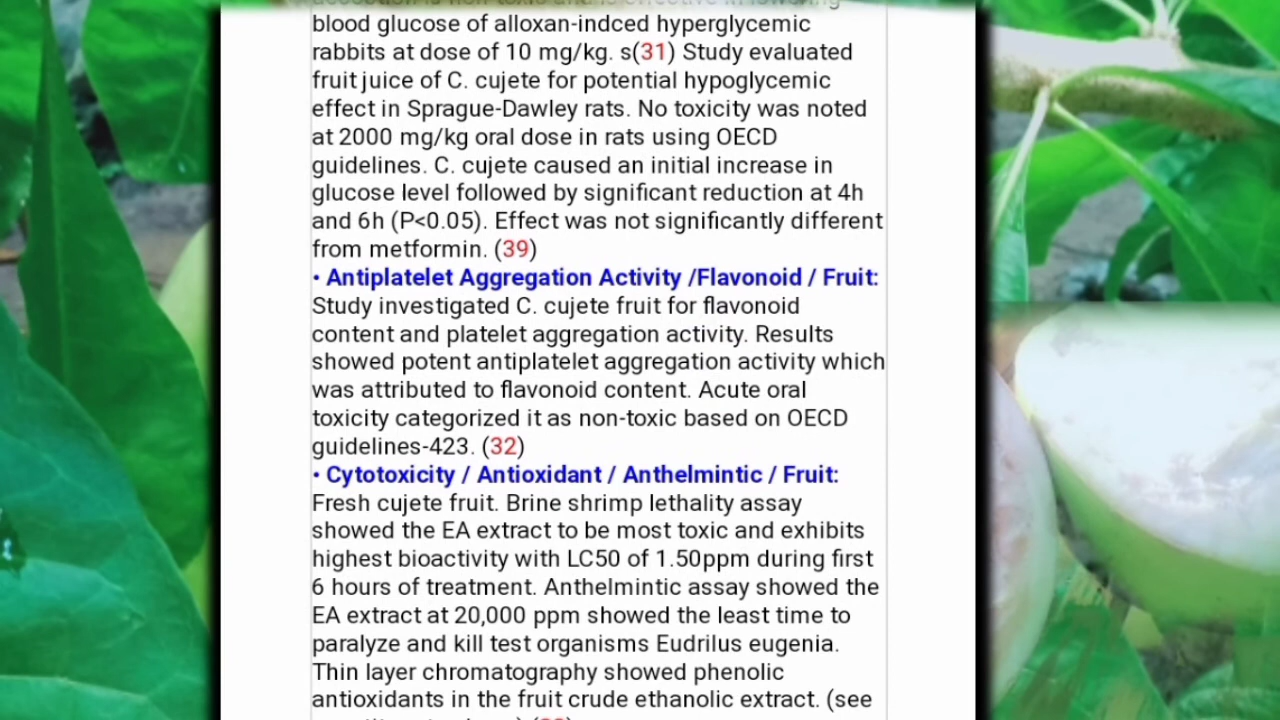 blood glucose of alloxan-indced hyperglycemic
rabbits at dose of 10 mg/kg. s(31) Study evaluated
fruit juice of C. cujete for potential hypoglycemic
effect in Sprague-Dawley rats. No toxicity was noted
at 2000 mg/kg oral dose in rats using OECD
guidelines. C. cujete caused an initial increase in
glucose level followed by significant reduction at 4h
and 6h (P<0.05). Effect was not significantly different
from metformin. (39)
• Antiplatelet Aggregation Activity /Flavonoid / Fruit:
Study investigated C. cujete fruit for flavonoid
content and platelet aggregation activity. Results
showed potent antiplatelet aggregation activity which
was attributed to flavonoid content. Acute oral
toxicity categorized it as non-toxic based on OECD
guidelines-423. (32)
• Cytotoxicity / Antioxidant / Anthelmintic / Fruit:
Fresh cujete fruit. Brine shrimp lethality assay
showed the EA extract to be most toxic and exhibits
highest bioactivity with LC50 of 1.50ppm during first
6 hours of treatment. Anthelmintic assay showed the
EA extract at 20,000 ppm showed the least time to
paralyze and kill test organisms Eudrilus eugenia.
Thin layer chromatography showed phenolic
antioxidants in the fruit crude ethanolic extract. (see